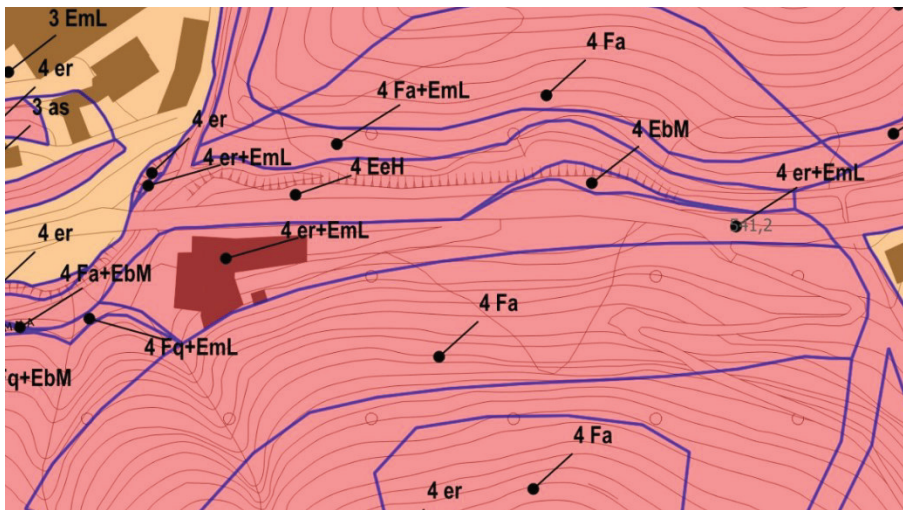 3 EmL
4 Fa
4 er
4 Fa+EmL
3 as
4 er
4 EbM
4 er+EmL
4 EeH
4 er+EmL
4 er
4 er+EmL
4 Fa+EbM
4 Fa
4 Fq+EmL
Fq+EbM
4 Fa
4 er